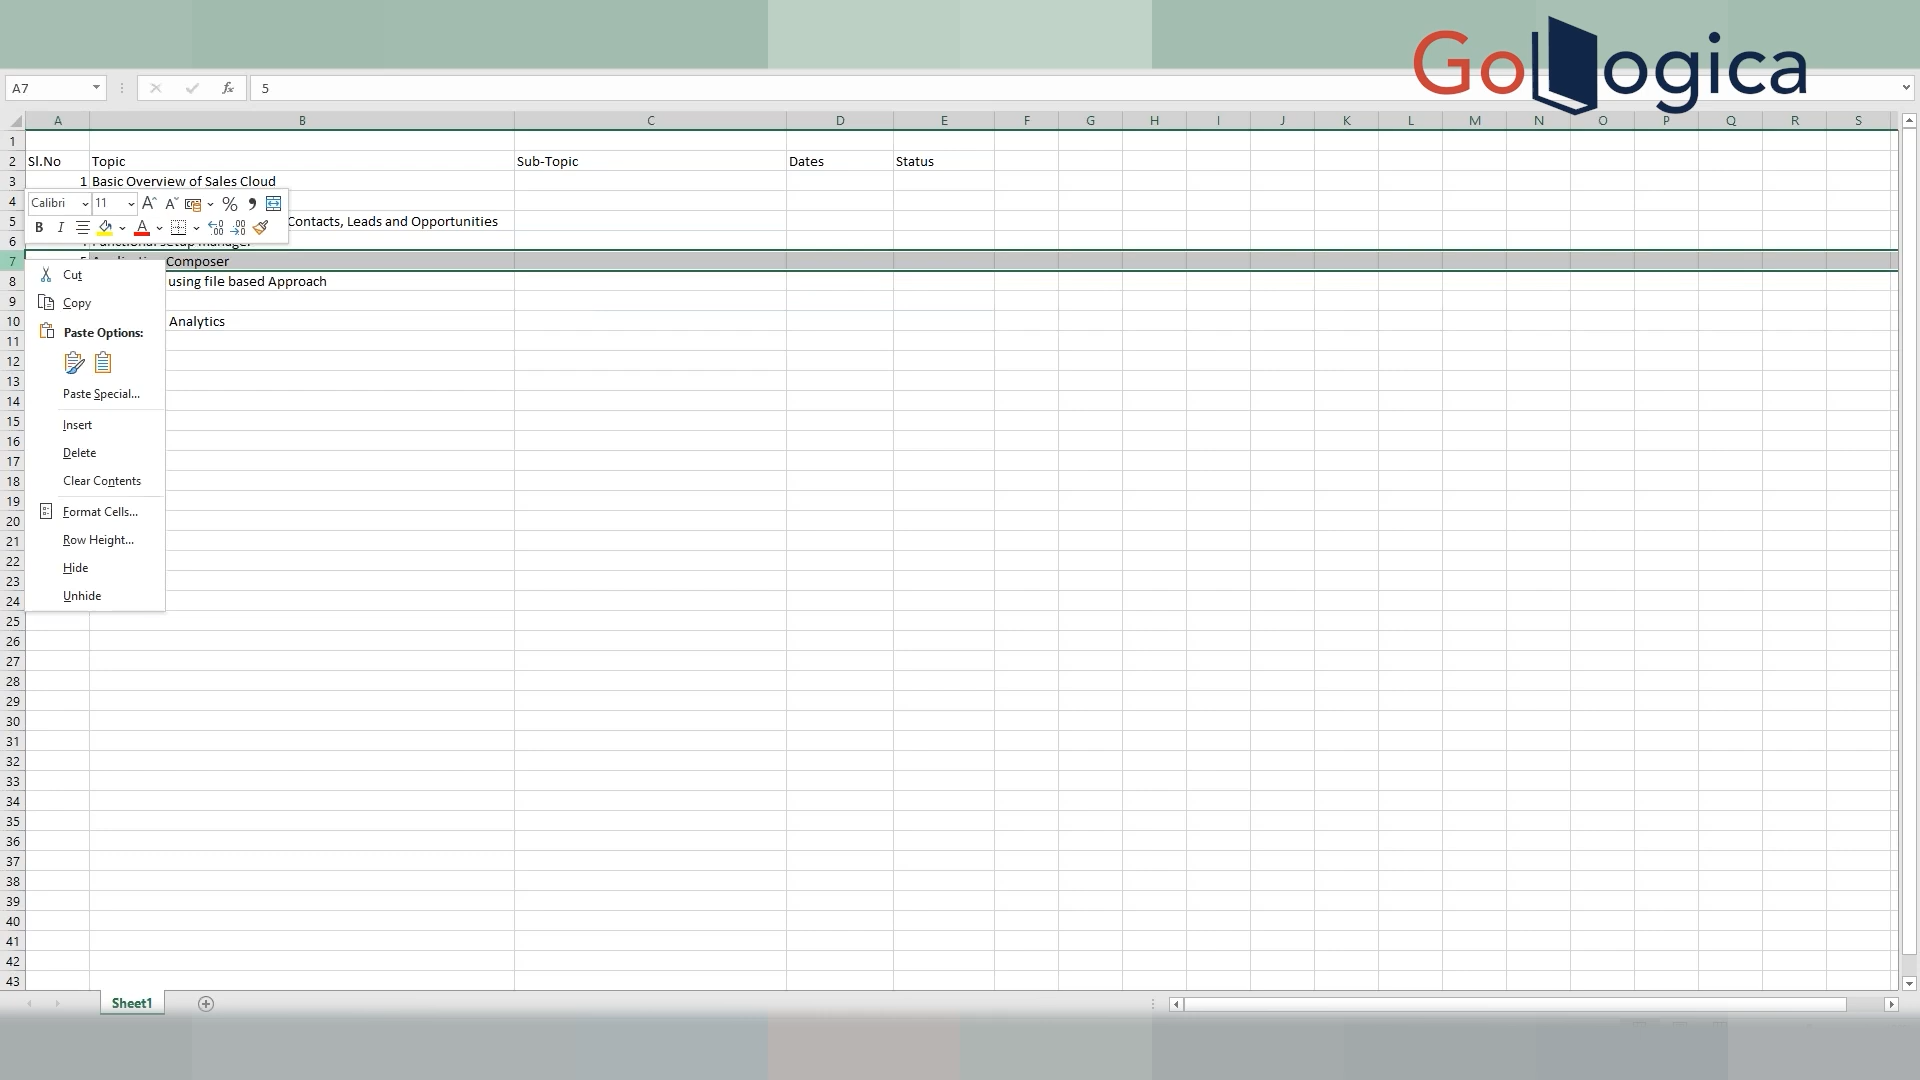 GoLogica
A7
fx
5
A B C D E F G H I J K L M N O P Q R S
1
2 Sl.No Topic Sub-Topic Dates Status
3 1 Basic Overview of Sales Cloud
4 Calibri 11 A A % ,
5 B I A Contacts, Leads and Opportunities
6 Functional setup manager
7 Composer
Cut
8 using file based Approach
9
Copy
10 Analytics
Paste Options:
11
12
13
Paste Special...
14
15
Insert
16
17
Delete
18
Clear Contents
19
20
Format Cells...
21
Row Height...
22
Hide
23
Unhide
24
25
26
27
28
29
30
31
32
33
34
35
36
37
38
39
40
41
42
43
Sheet1